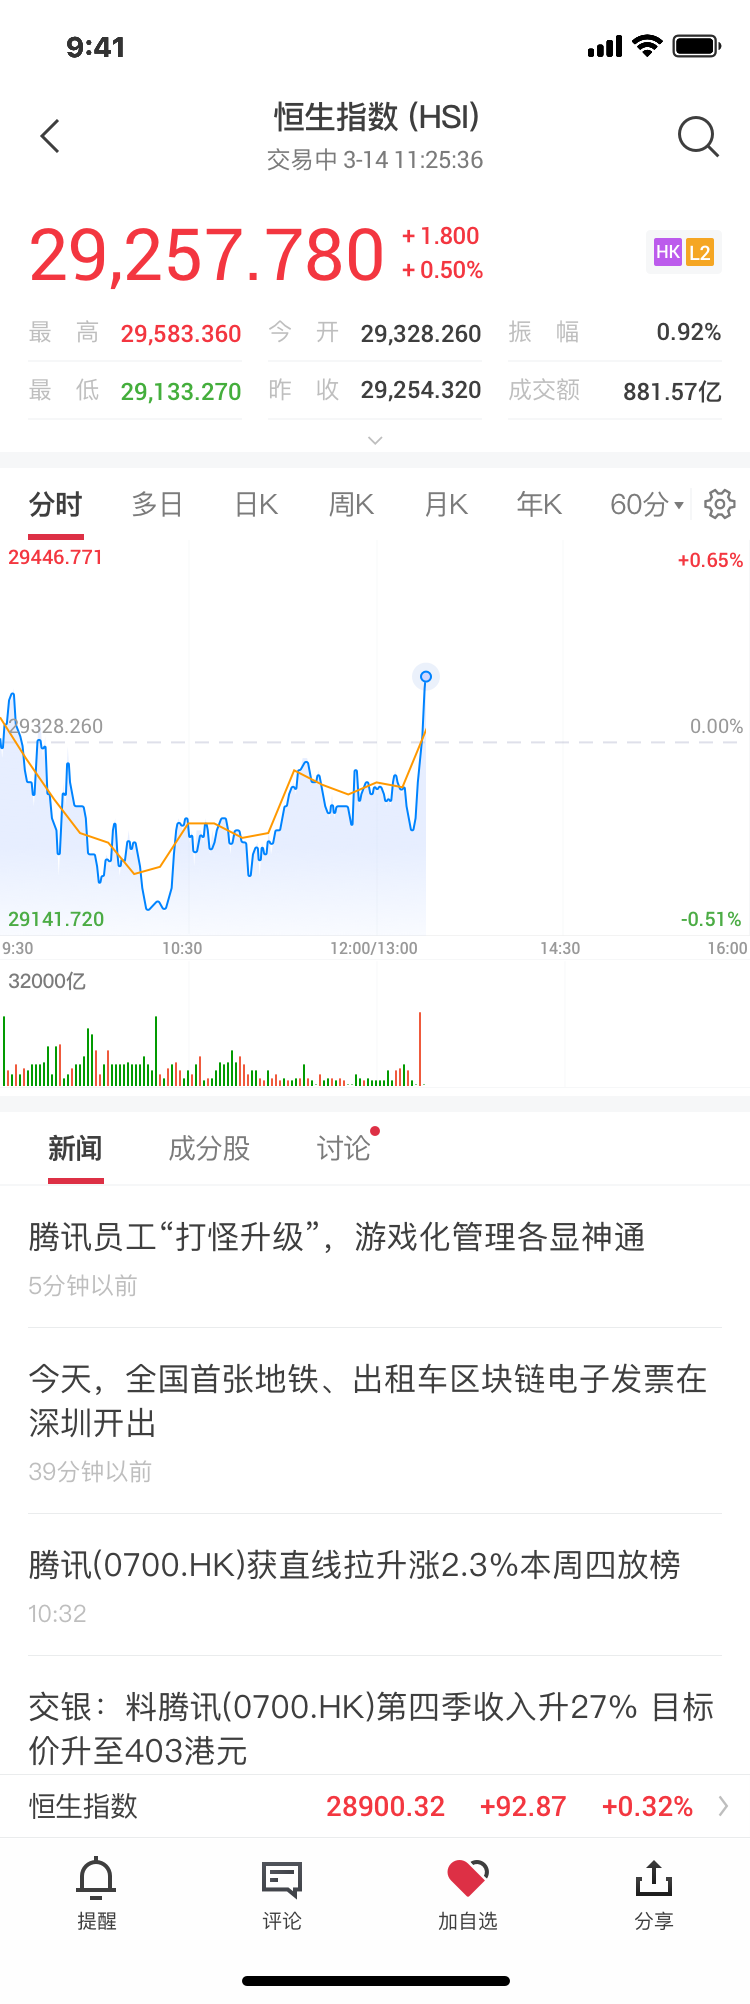 9:41
恒生指数 (HSI)
交易中 3-14 11:25:36
29,257.780
+ 1.800
+ 0.50%
HK L2
最 高 29,583.360 今 开 29,328.260 振 幅 0.92%
最 低 29,133.270 昨 收 29,254.320 成交额 881.57亿
分时 多日 日K 周K 月K 年K 60分
29446.771 +0.65%
29328.260 0.00%
29141.720 -0.51%
9:30 10:30 12:00/13:00 14:30 16:00
32000亿
新闻 成分股 讨论
腾讯员工“打怪升级”，游戏化管理各显神通
5分钟以前
今天，全国首张地铁、出租车区块链电子发票在
深圳开出
39分钟以前
腾讯(0700.HK)获直线拉升涨2.3%本周四放榜
10:32
交银：料腾讯(0700.HK)第四季收入升27% 目标
价升至403港元
恒生指数 28900.32 +92.87 +0.32%
提醒 评论 加自选 分享